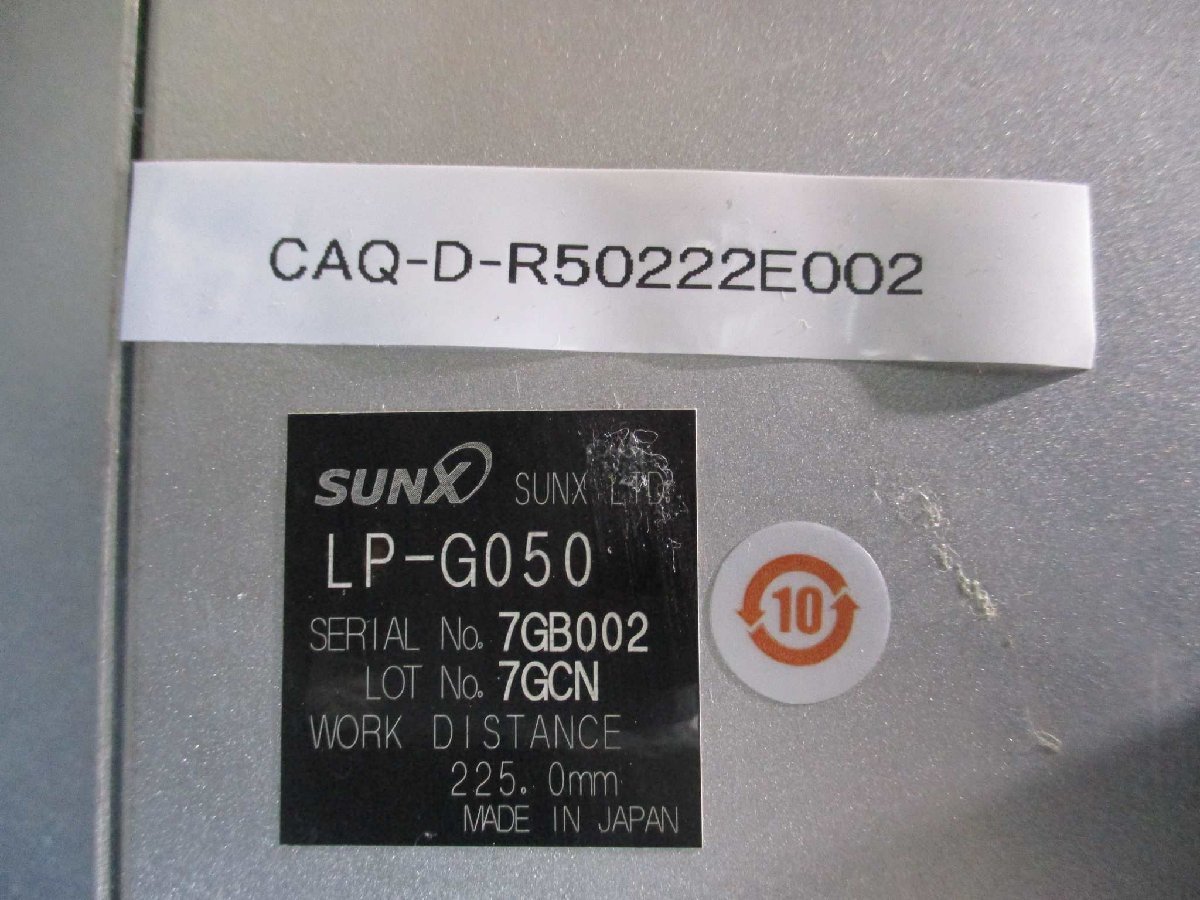 CAQ-D-R50222E002
SUNX SUNX LTD.
LP-G050
SERIAL No. 7GB002
LOT No. 7GCN
WORK DISTANCE
225.0mm
MADE IN JAPAN
10